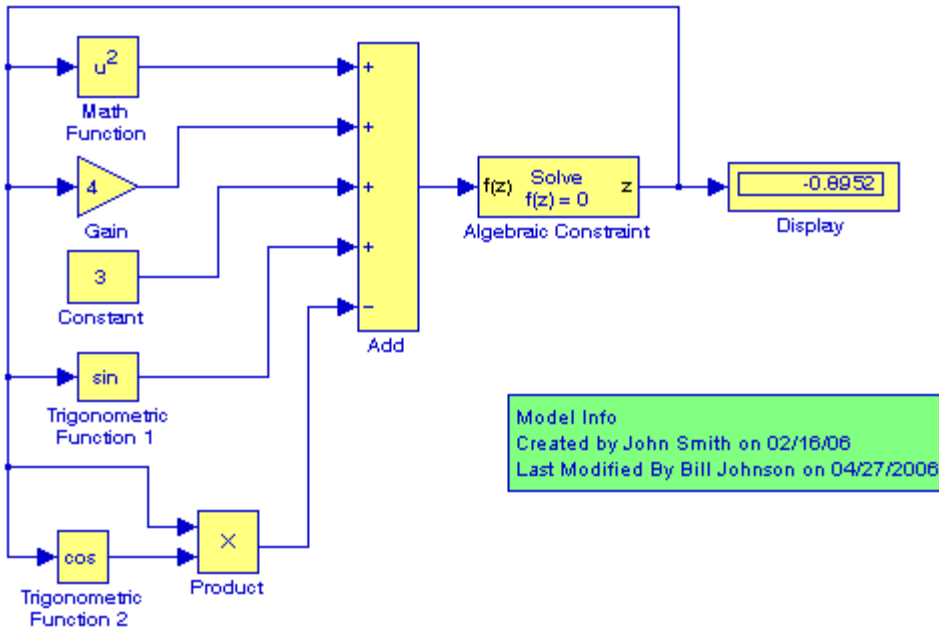 u2
Math
Function
+
4
Gain
+
3
Constant
+
sin
Trigonometric
Function 1
+
cos
Trigonometric
Function 2
×
Product
−
Add
f(z)
Solve
f(z) = 0
z
Algebraic Constraint
-0.8952
Display
Model Info
Created by John Smith on 02/16/06
Last Modified By Bill Johnson on 04/27/2006